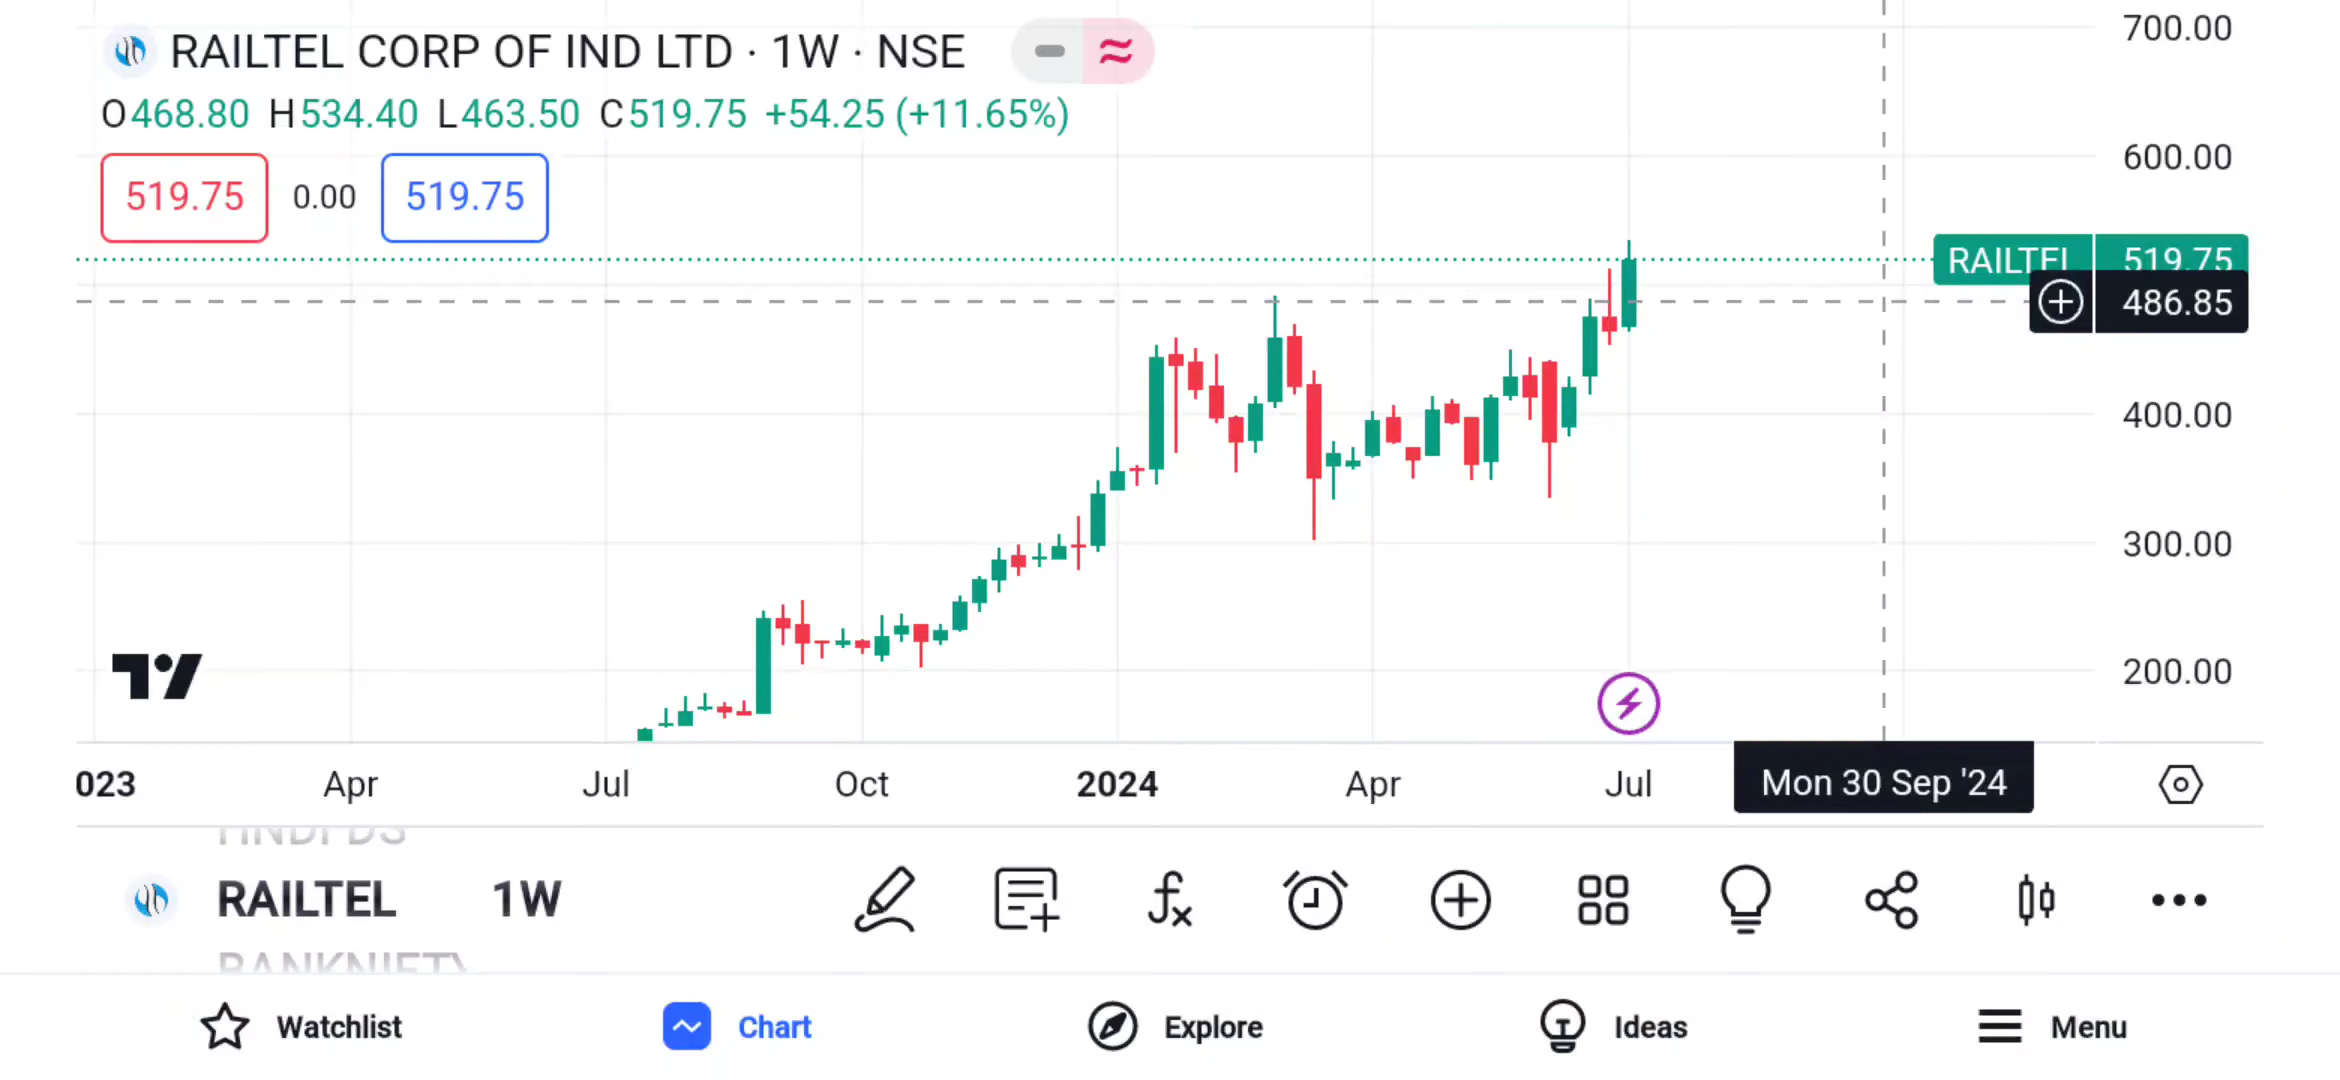 RAILTEL CORP OF IND LTD · 1W · NSE
O468.80 H534.40 L463.50 C519.75 +54.25 (+11.65%)
519.75 0.00 519.75
700.00
600.00
RAILTEL 519.75
486.85
400.00
300.00
200.00
023 Apr Jul Oct 2024 Apr Jul Mon 30 Sep '24
RAILTEL 1W
Watchlist Chart Explore Ideas Menu